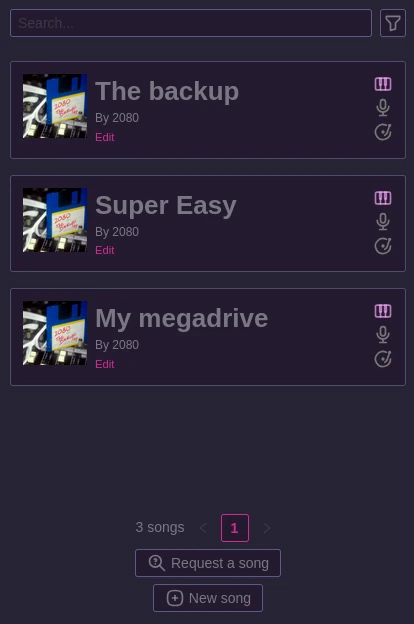 Search...
The backup
By 2080
Edit
Super Easy
By 2080
Edit
My megadrive
By 2080
Edit
3 songs
1
Request a song
New song